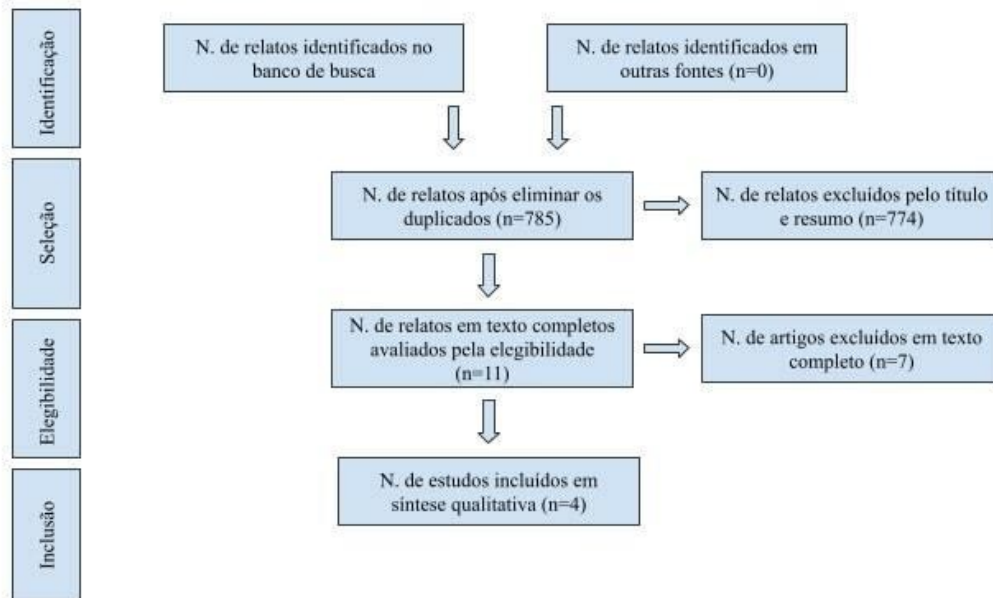 Identificação
N. de relatos identificados no
banco de busca
N. de relatos identificados em
outras fontes (n=0)
Seleção
N. de relatos após eliminar os
duplicados (n=785)
N. de relatos excluídos pelo título
e resumo (n=774)
Elegibilidade
N. de relatos em texto completos
avaliados pela elegibilidade
(n=11)
N. de artigos excluídos em texto
completo (n=7)
Inclusão
N. de estudos incluídos em
síntese qualitativa (n=4)